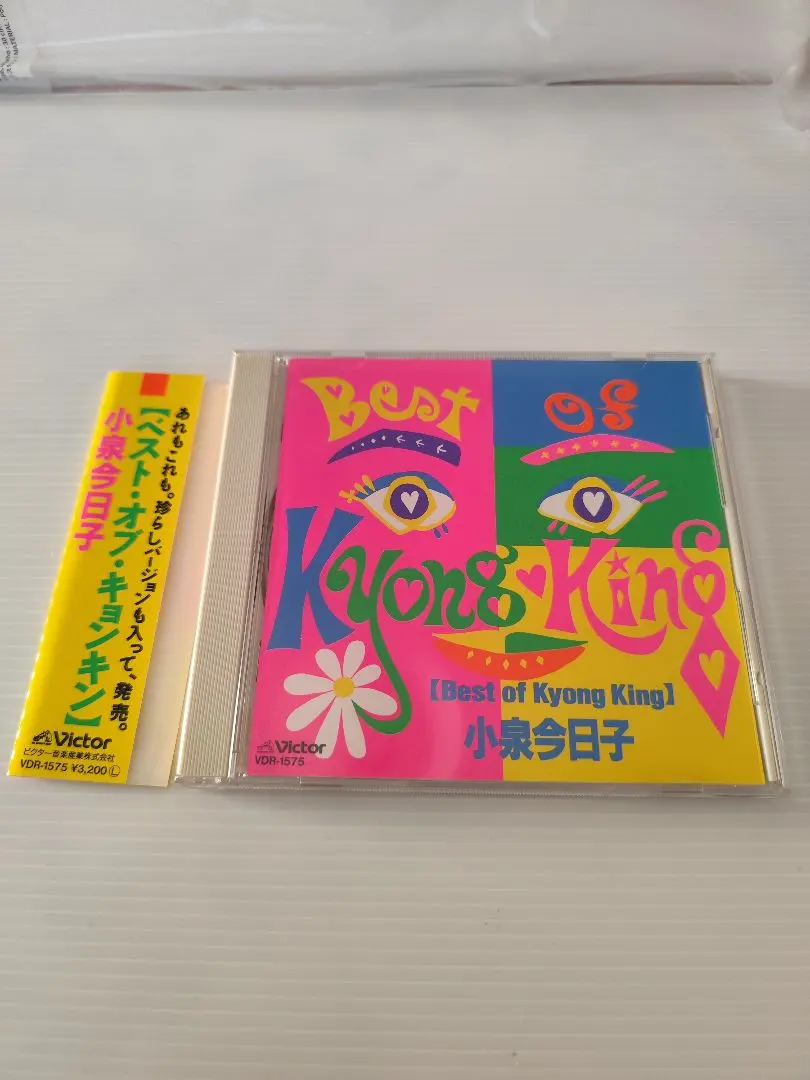 あれもこれも。珍らしバージョンも入って、発売。
【ベスト・オブ・キョンキン】
小泉今日子
Victor
ビクター音楽産業株式会社
VDR-1575 ¥3,200 Ⓛ
Best Of
Kyong King
【Best of Kyong King】
小泉今日子
Victor
VDR-1575